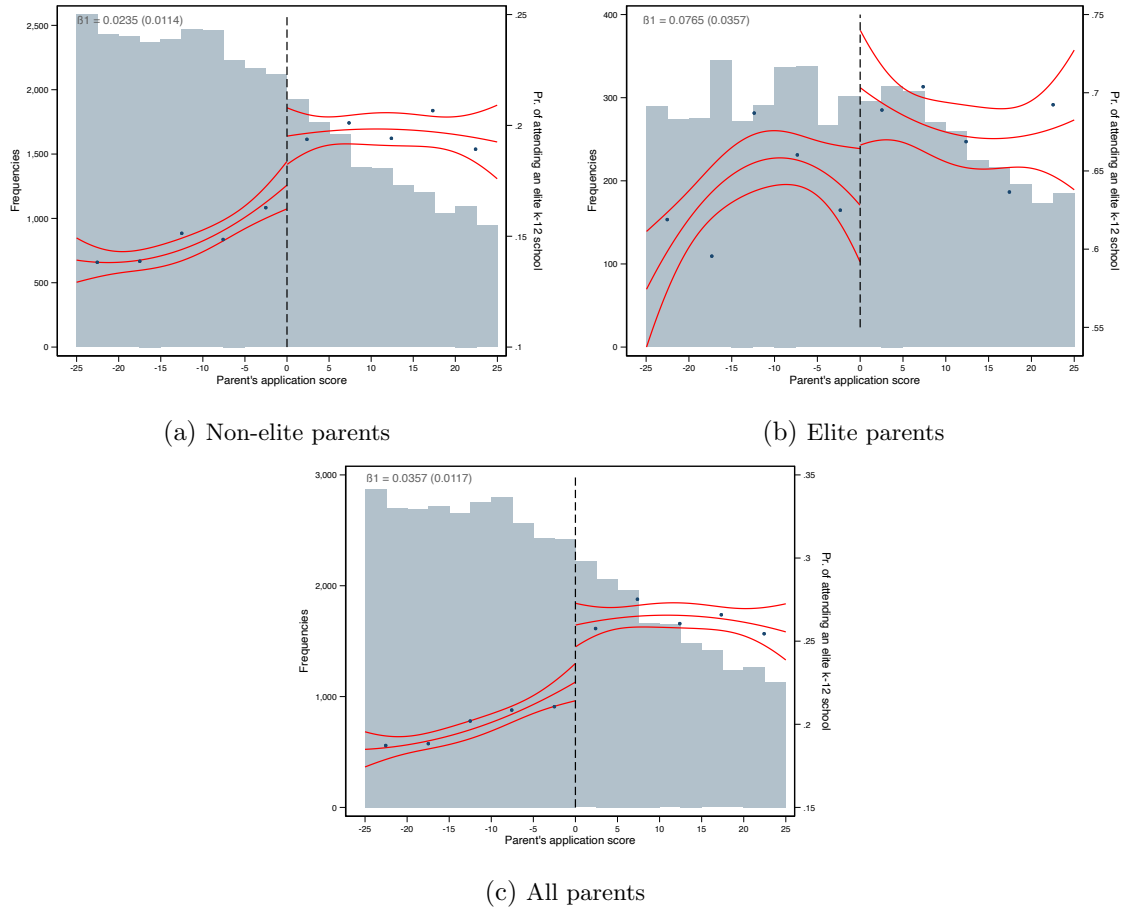 ß1 = 0.0235 (0.0114)
Frequencies
2,500
2,000
1,500
1,000
500
0
.25
.2
.15
.1
Pr. of attending an elite k-12 school
-25 -20 -15 -10 -5 0 5 10 15 20 25
Parent's application score
(a) Non-elite parents
ß1 = 0.0765 (0.0357)
Frequencies
400
300
200
100
0
.75
.7
.65
.6
.55
Pr. of attending an elite k-12 school
-25 -20 -15 -10 -5 0 5 10 15 20 25
Parent's application score
(b) Elite parents
ß1 = 0.0357 (0.0117)
Frequencies
3,000
2,000
1,000
0
.35
.3
.25
.2
.15
Pr. of attending an elite k-12 school
-25 -20 -15 -10 -5 0 5 10 15 20 25
Parent's application score
(c) All parents